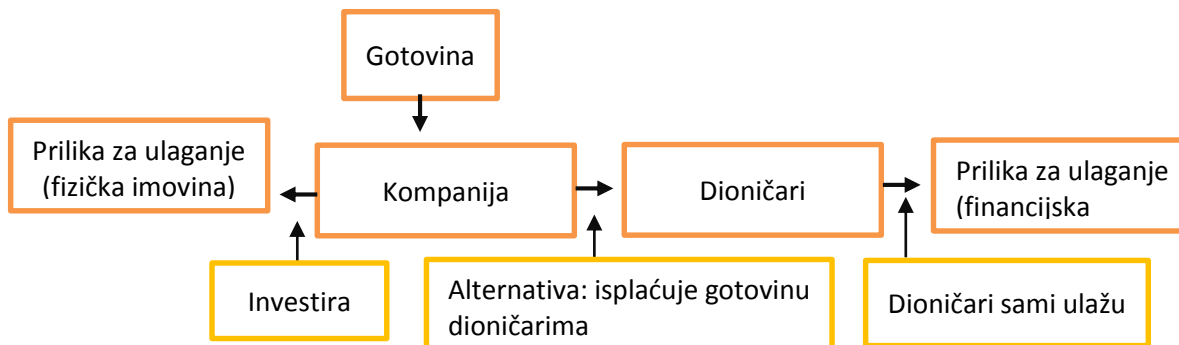 Gotovina
Prilika za ulaganje
(fizička imovina)
Kompanija
Dioničari
Prilika za ulaganje
(financijska
Investira
Alternativa: isplaćuje gotovinu
dioničarima
Dioničari sami ulažu